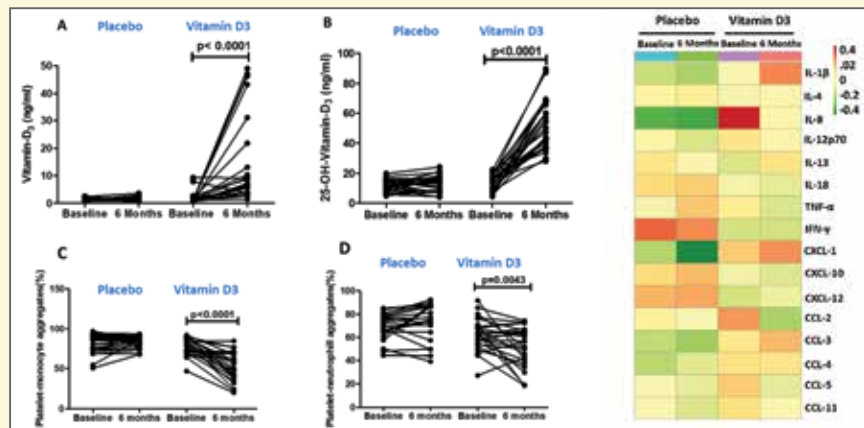 A
Placebo
Vitamin D3
p< 0.0001
Vitamin-D3 (ng/ml)
50
40
30
20
10
0
Baseline
6 Months
Baseline
6 Months
B
Placebo
Vitamin D3
p<0.0001
25-OH-Vitamin-D3 (ng/ml)
100
80
60
40
20
0
Baseline
6 Months
Baseline
6 Months
C
Placebo
Vitamin D3
p<0.0001
Platelet-monocyte aggregates(%)
150
100
50
0
Baseline
6 months
Baseline
6 months
D
Placebo
Vitamin D3
p=0.0043
Platelet-neutrophill aggregates(%)
100
80
60
40
20
0
Baseline
6 months
Baseline
6 months
Placebo
Vitamin D3
Baseline
6 Months
Baseline
6 Months
0.4
.02
0
-0.2
-0.4
IL-1β
IL-4
IL-8
IL-12p70
IL-13
IL-18
TNF-α
IFN-γ
CXCL-1
CXCL-10
CXCL-12
CCL-2
CCL-3
CCL-4
CCL-5
CCL-11